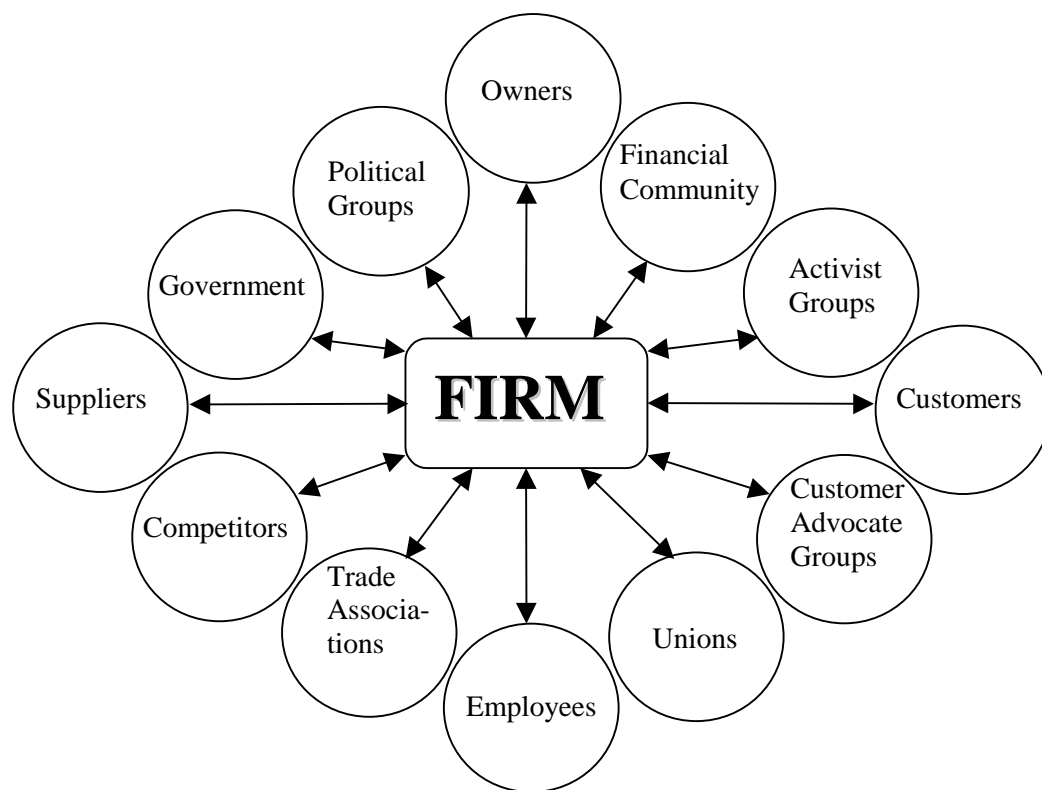 Owners
Political
Groups
Financial
Community
Government
Activist
Groups
Suppliers
FIRM
Customers
Competitors
Customer
Advocate
Groups
Trade
Associa-
tions
Unions
Employees